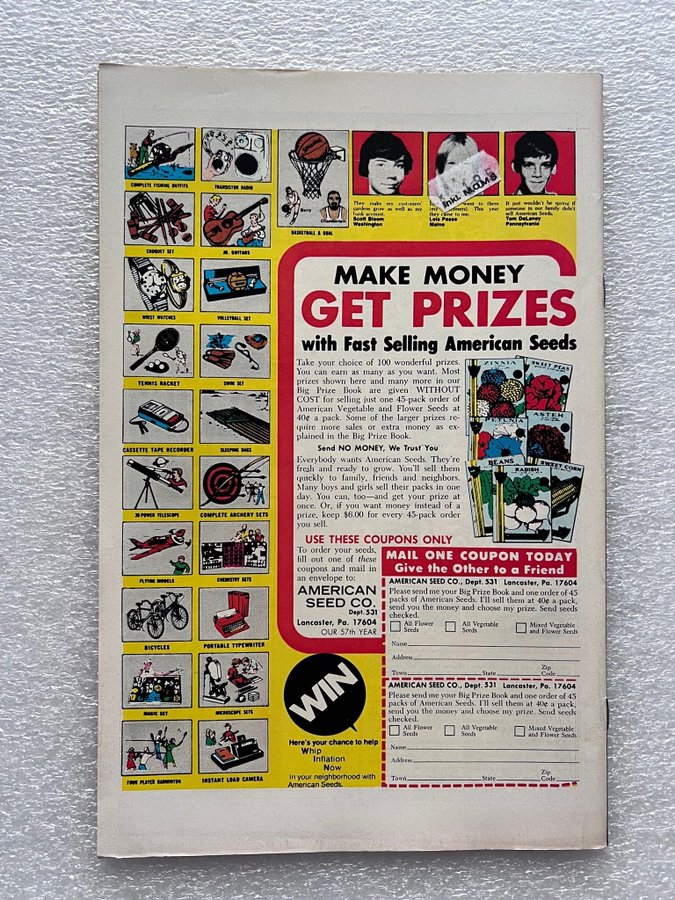 COMPLETE FISHING OUTFITS
TRANSISTOR RADIO
CROQUET SET
JR. GUITARS
WRIST WATCHES
VOLLEYBALL SET
TENNIS RACKET
SWIM SET
CASSETTE TAPE RECORDER
SLEEPING BAGS
30-POWER TELESCOPE
COMPLETE ARCHERY SETS
FLYING MODELS
CHEMISTRY SETS
BICYCLES
PORTABLE TYPEWRITER
MAGIC SET
MICROSCOPE SETS
FOUR PLAYER BADMINTON
INSTANT LOAD CAMERA
SPALDING
BASKETBALL & GOAL
They make my customers'
gardens grow as well as my
bank account.
Scott Bloom
Washington
inkl. M.O.M.S
went to them
This year
they came to me.
Lois Pease
Maine
It just wouldn't be spring if
someone in our family didn't
sell American Seeds.
Tom DeLaney
Pennsylvania
MAKE MONEY
GET PRIZES
with Fast Selling American Seeds
Take your choice of 100 wonderful prizes.
You can earn as many as you want. Most
prizes shown here and many more in our
Big Prize Book are given WITHOUT
COST for selling just one 45-pack order of
American Vegetable and Flower Seeds at
40¢ a pack. Some of the larger prizes re-
quire more sales or extra money as ex-
plained in the Big Prize Book.
Send NO MONEY, We Trust You
Everybody wants American Seeds. They're
fresh and ready to grow. You'll sell them
quickly to family, friends and neighbors.
Many boys and girls sell their packs in one
day. You can, too—and get your prize at
once. Or, if you want money instead of a
prize, keep $6.00 for every 45-pack order
you sell.
ZINNIA
SWEET PEAS
PETUNIA
ASTER
BEANS
RADISH
SWEET CORN
USE THESE COUPONS ONLY
To order your seeds,
fill out one of these
coupons and mail in
an envelope to:
AMERICAN
SEED CO.
Dept. 531
Lancaster, Pa. 17604
OUR 57th YEAR
MAIL ONE COUPON TODAY
Give the Other to a Friend
AMERICAN SEED CO., Dept. 531 Lancaster, Pa. 17604
Please send me your Big Prize Book and one order of 45
packs of American Seeds. I'll sell them at 40¢ a pack,
send you the money and choose my prize. Send seeds
checked.
All Flower Seeds
All Vegetable Seeds
Mixed Vegetable and Flower Seeds
Name
Address
Town State Zip Code
AMERICAN SEED CO., Dept. 531 Lancaster, Pa. 17604
Please send me your Big Prize Book and one order of 45
packs of American Seeds. I'll sell them at 40¢ a pack,
send you the money and choose my prize. Send seeds
checked.
All Flower Seeds
All Vegetable Seeds
Mixed Vegetable and Flower Seeds
Name
Address
Town State Zip Code
WIN
Here's your chance to help
Whip
Inflation
Now
in your neighborhood with
American Seeds.